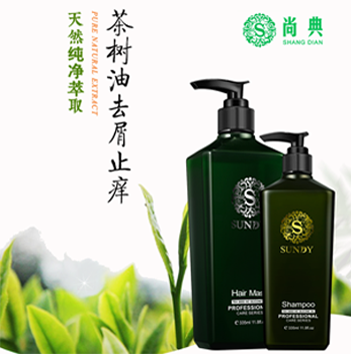 尚典
SHANG DIAN
茶树油去屑止痒
PURE NATURAL EXTRACT
天然纯净萃取
S
SUNDY
Hair Mas
PROFESSIONAL
CARE SERIES
S
SUNDY
Shampoo
PROFESSIONAL
CARE SERIES